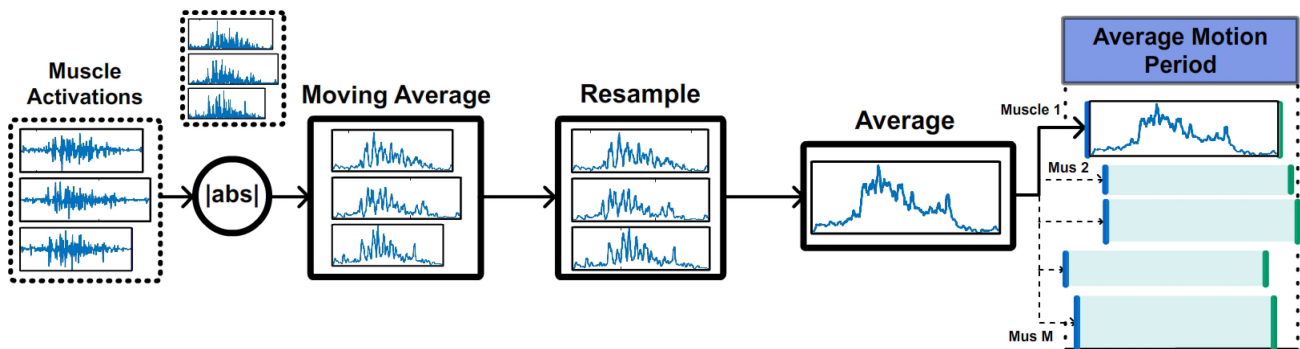 Muscle
Activations
|abs|
Moving Average
Resample
Average
Average Motion
Period
Muscle 1
Mus 2
Mus M